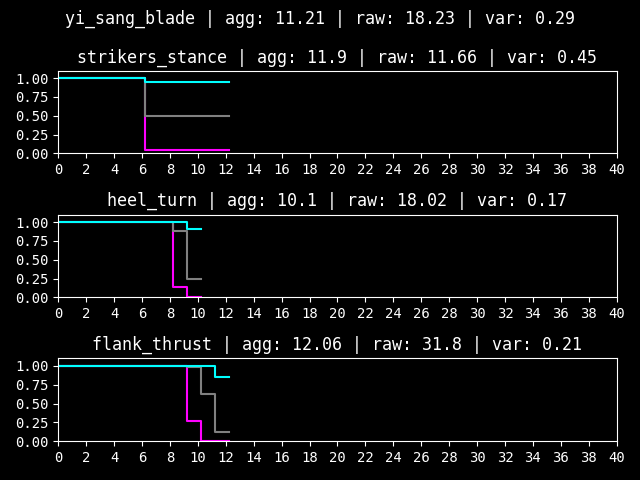 yi_sang_blade | agg: 11.21 | raw: 18.23 | var: 0.29
strikers_stance | agg: 11.9 | raw: 11.66 | var: 0.45
1.00
0.75
0.50
0.25
0.00
0 2 4 6 8 10 12 14 16 18 20 22 24 26 28 30 32 34 36 38 40
heel_turn | agg: 10.1 | raw: 18.02 | var: 0.17
1.00
0.75
0.50
0.25
0.00
0 2 4 6 8 10 12 14 16 18 20 22 24 26 28 30 32 34 36 38 40
flank_thrust | agg: 12.06 | raw: 31.8 | var: 0.21
1.00
0.75
0.50
0.25
0.00
0 2 4 6 8 10 12 14 16 18 20 22 24 26 28 30 32 34 36 38 40